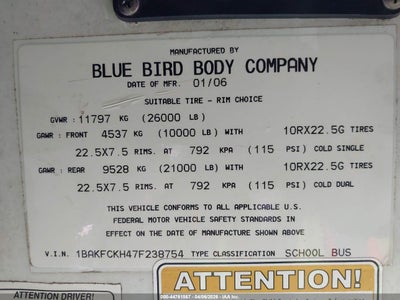 MANUFACTURED BY
BLUE BIRD BODY COMPANY
DATE OF MFR. 01/06
SUITABLE TIRE - RIM CHOICE
GVWR : 11797 KG (26000 LB)
GAWR : FRONT 4537 KG (10000 LB) WITH 10RX22.5G TIRES
22.5X7.5 RIMS. AT 792 KPA (115 PSI) COLD SINGLE
GAWR : REAR 9528 KG (21000 LB) WITH 10RX22.5G TIRES
22.5X7.5 RIMS. AT 792 KPA (115 PSI) COLD DUAL
THIS VEHICLE CONFORMS TO ALL APPLICABLE U.S.
FEDERAL MOTOR VEHICLE SAFETY STANDARDS IN
EFFECT ON THE DATE OF MANUFACTURE SHOWN ABOVE
V.I.N. 1BAKFCKH47F238754 TYPE CLASSIFICATION SCHOOL BUS
ATTENTION!
ATTENTION DRIVER!